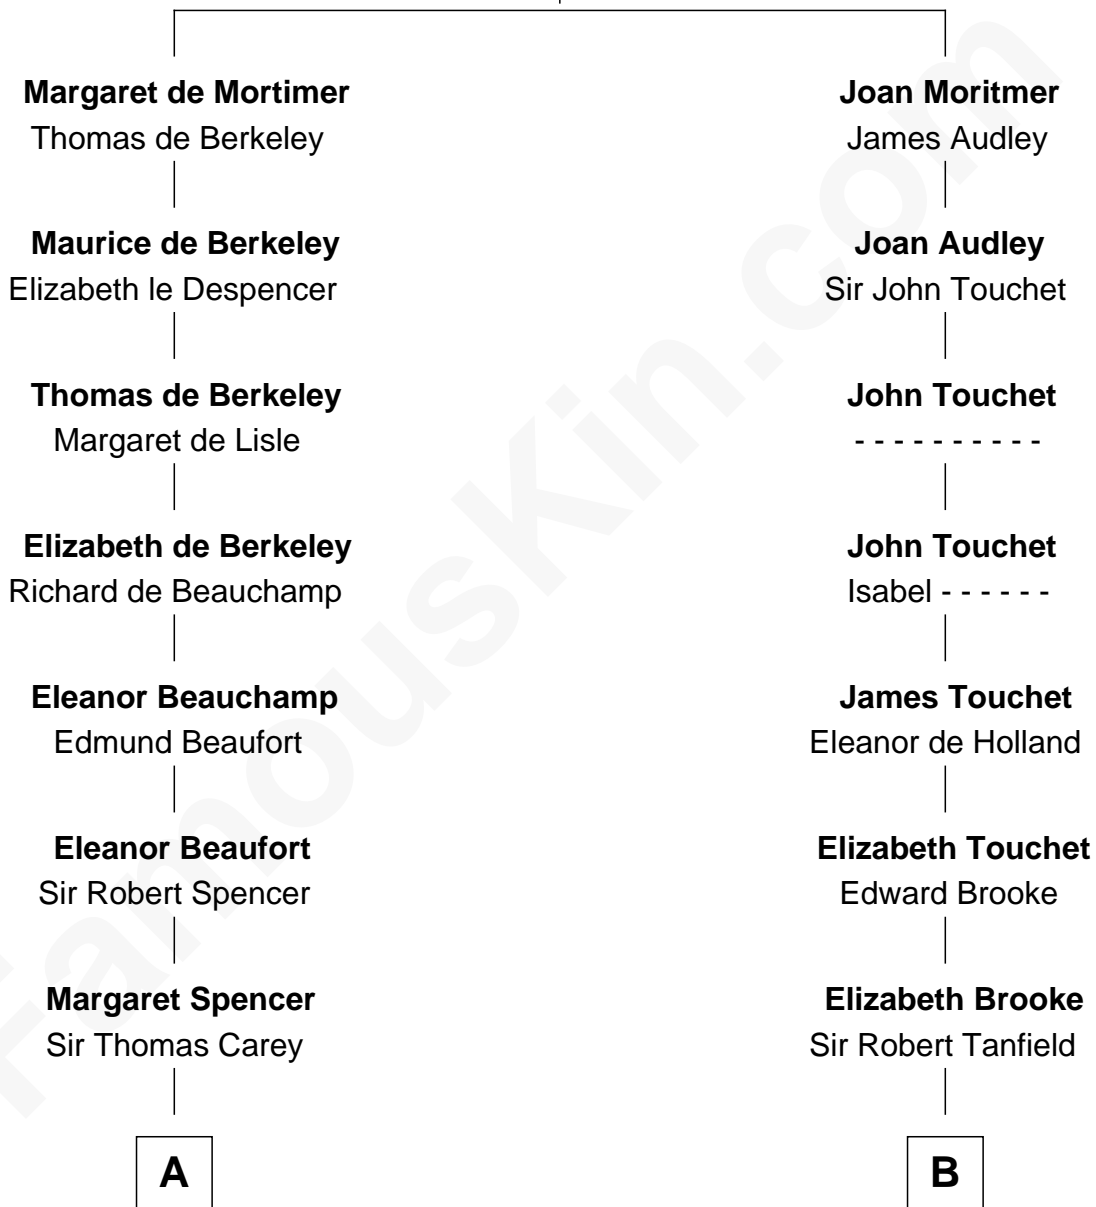 Margaret de Mortimer
Thomas de Berkeley
Maurice de Berkeley
Elizabeth le Despencer
Thomas de Berkeley
Margaret de Lisle
Elizabeth de Berkeley
Richard de Beauchamp
Eleanor Beauchamp
Edmund Beaufort
Eleanor Beaufort
Sir Robert Spencer
Margaret Spencer
Sir Thomas Carey
A
Joan Moritmer
James Audley
Joan Audley
Sir John Touchet
John Touchet
- - - - - - - - - -
John Touchet
Isabel - - - - - -
James Touchet
Eleanor de Holland
Elizabeth Touchet
Edward Brooke
Elizabeth Brooke
Sir Robert Tanfield
B
FamousKin.com